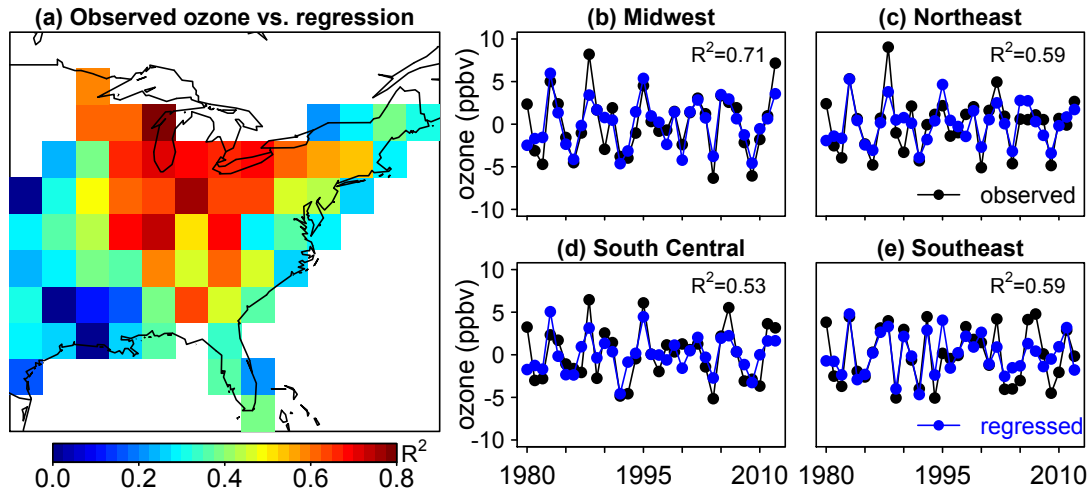 (a) Observed ozone vs. regression
0.0 0.2 0.4 0.6 0.8
R²
(b) Midwest
R²=0.71
ozone (ppbv)
10
5
0
-5
-10
(c) Northeast
R²=0.59
observed
(d) South Central
R²=0.53
ozone (ppbv)
10
5
0
-5
-10
1980 1995 2010
(e) Southeast
R²=0.59
regressed
1980 1995 2010